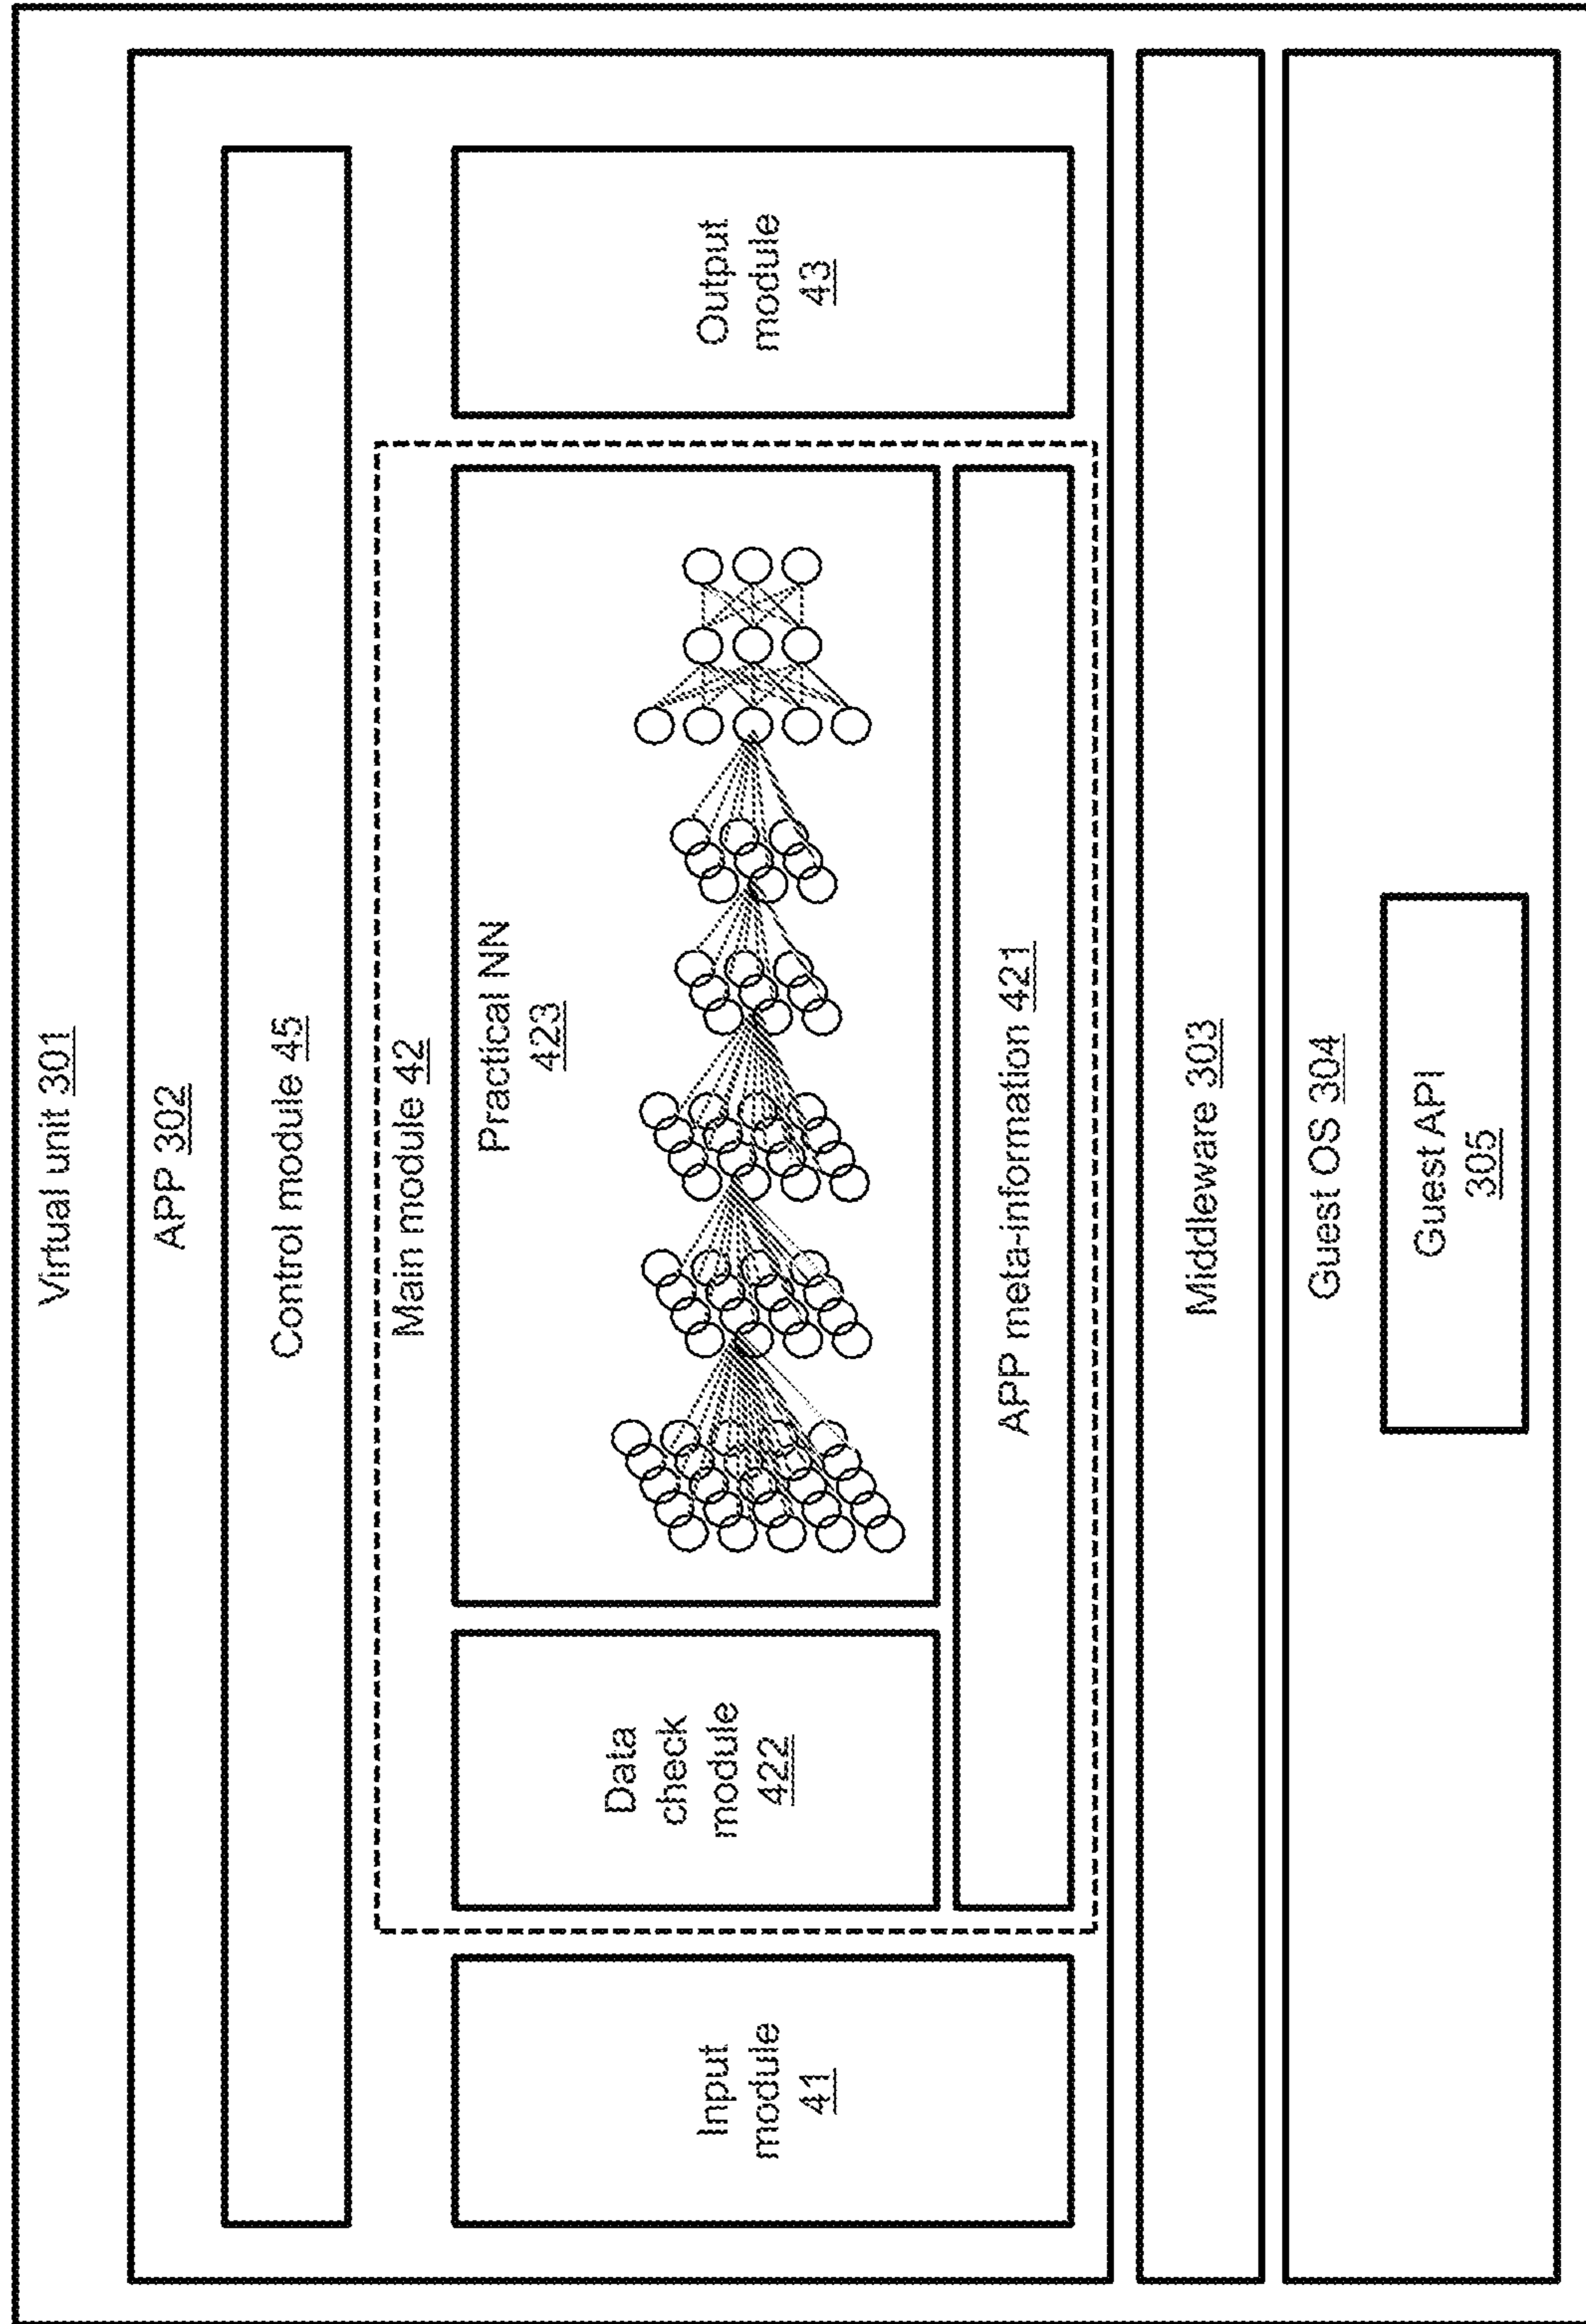 Virtual unit 301
APP 302
Control module 45
Main module 42
Input
module
41
Data
check
module
422
Practical NN
423
Output
module
43
APP meta-information 421
Middleware 303
Guest OS 304
Guest API
305